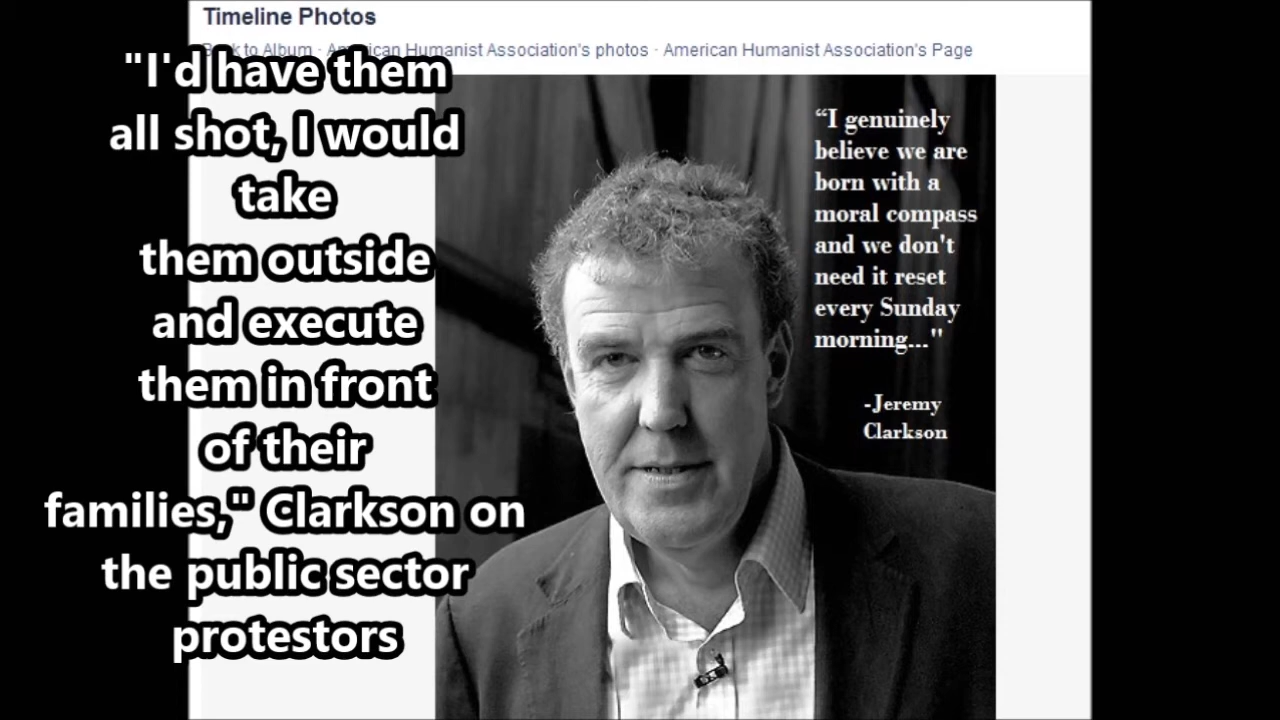 Timeline Photos
Back to Album · American Humanist Association's photos · American Humanist Association's Page
"I'd have them
all shot, I would
take
them outside
and execute
them in front
of their
families," Clarkson on
the public sector
protestors
“I genuinely
believe we are
born with a
moral compass
and we don't
need it reset
every Sunday
morning..."
-Jeremy
Clarkson